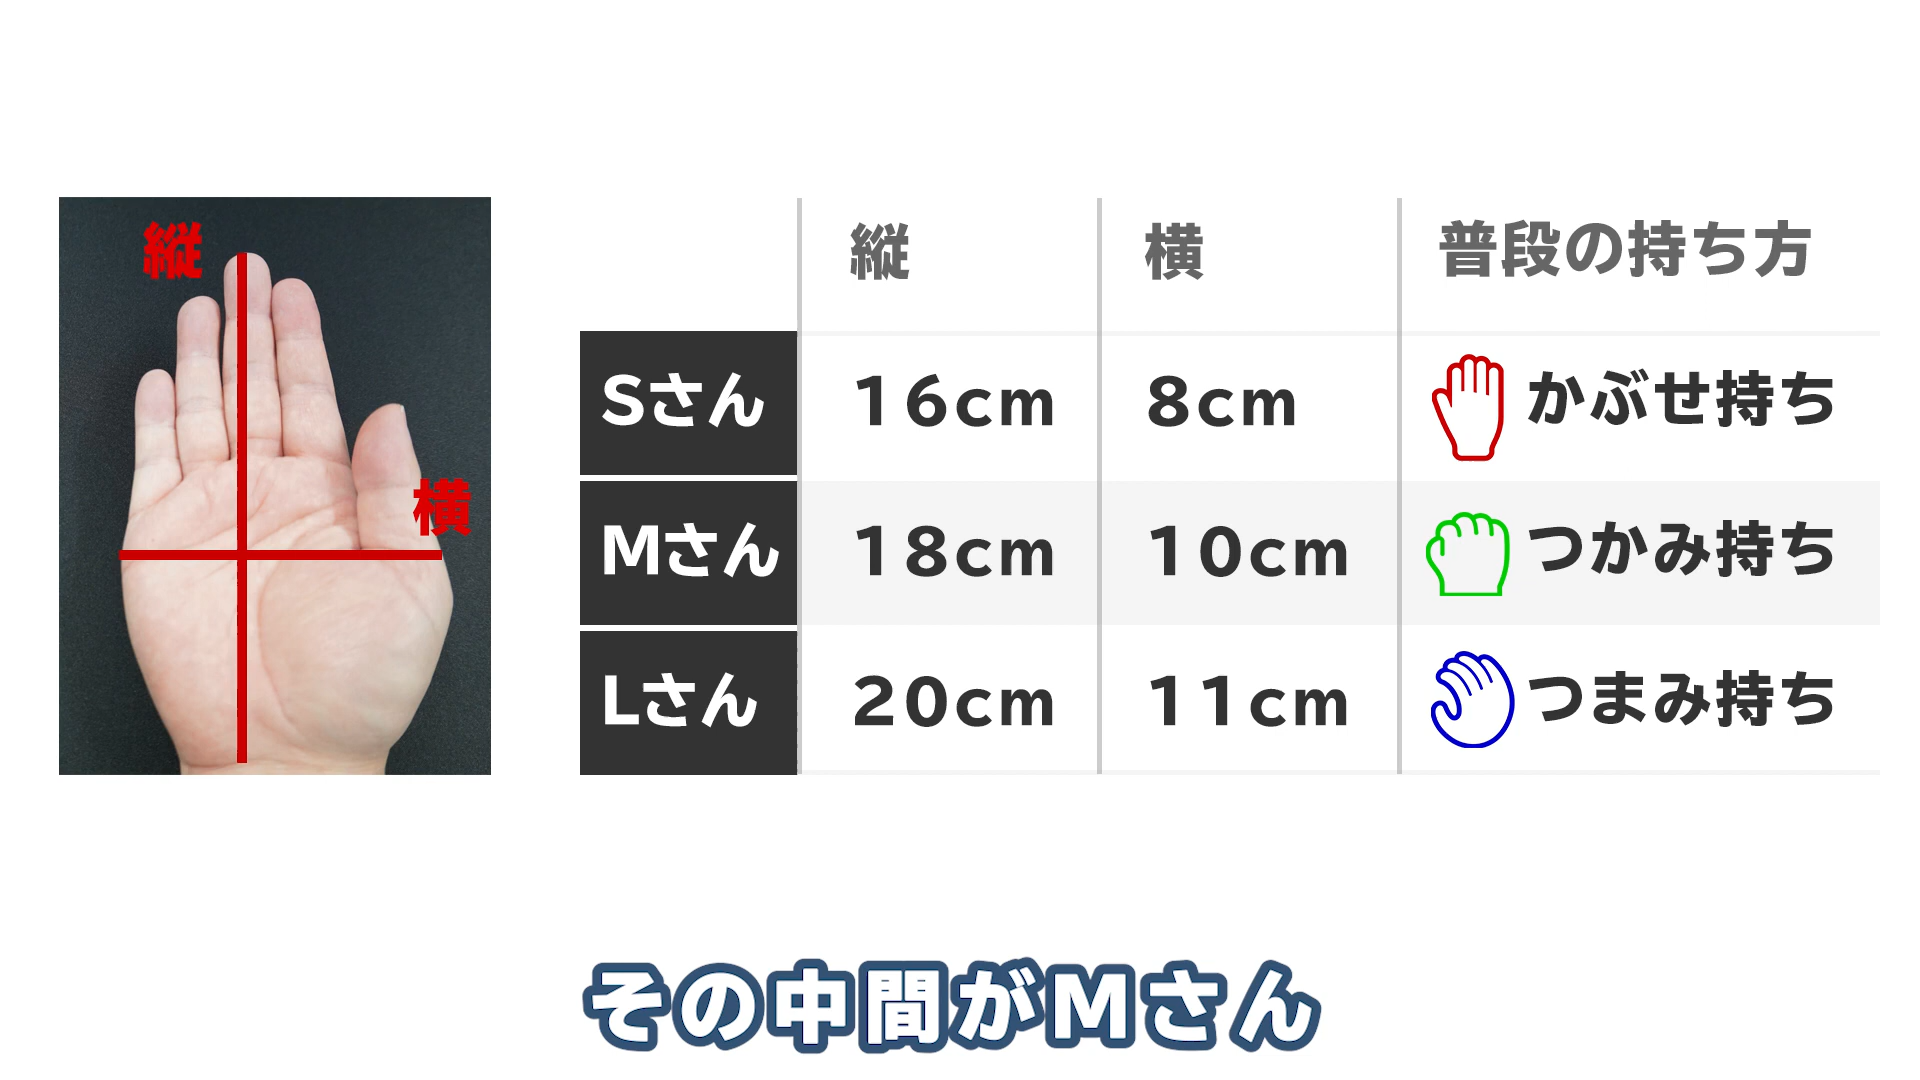 縦
横
縦 横 普段の持ち方
Sさん 16cm 8cm かぶせ持ち
Mさん 18cm 10cm つかみ持ち
Lさん 20cm 11cm つまみ持ち
その中間がMさん